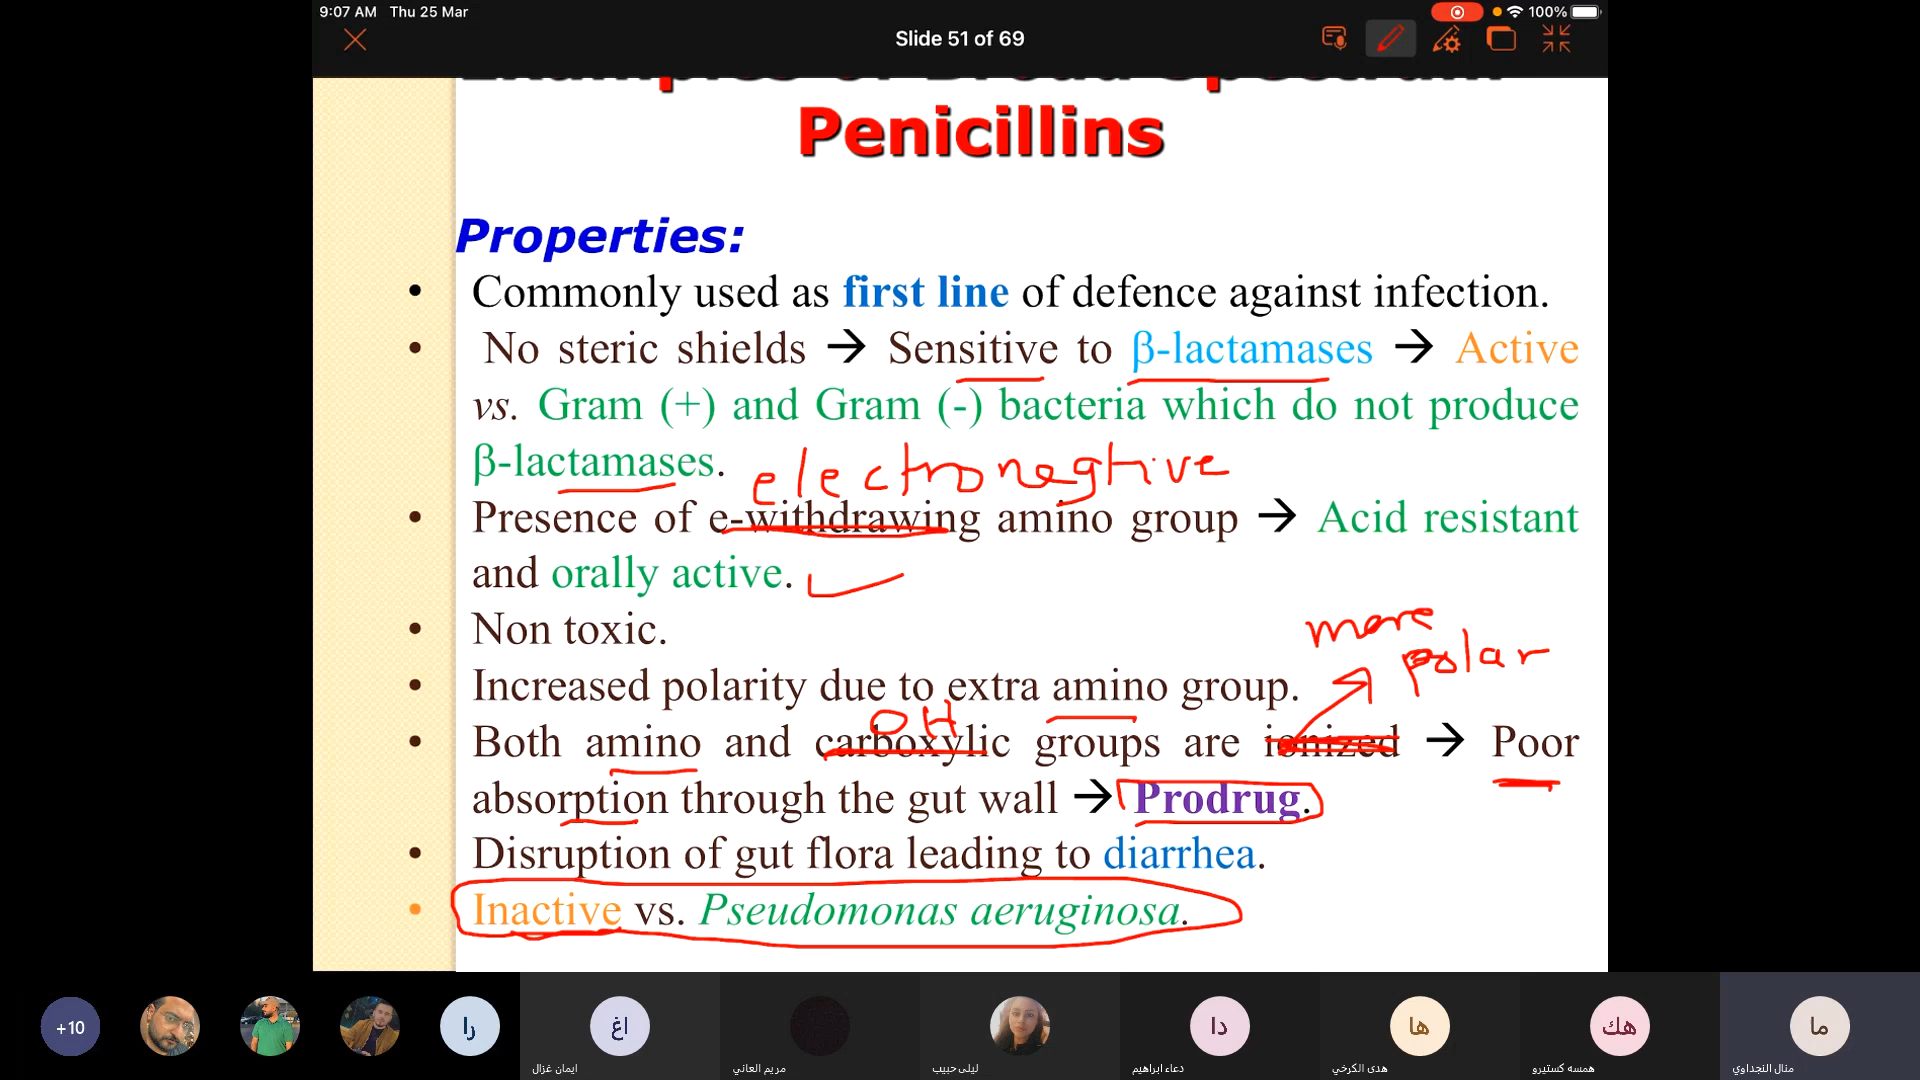 9:07 AM Thu 25 Mar
100%
Slide 51 of 69
Examples of Broad Spectrum
Penicillins
Properties:
• Commonly used as first line of defence against infection.
• No steric shields → Sensitive to β-lactamases → Active
vs. Gram (+) and Gram (-) bacteria which do not produce
β-lactamases.
electronegtive
• Presence of e-withdrawing amino group → Acid resistant
and orally active.
• Non toxic.
more
polar
• Increased polarity due to extra amino group.
OH
• Both amino and carboxylic groups are ionized → Poor
absorption through the gut wall → Prodrug.
• Disruption of gut flora leading to diarrhea.
• Inactive vs. Pseudomonas aeruginosa.
+10
را
اغ
دا
ها
هك
ما
ايمان غزال
مريم العاني
ليلى حبيب
دعاء ابراهيم
هدى الكرخي
همسه كستيرو
منال النجداوي